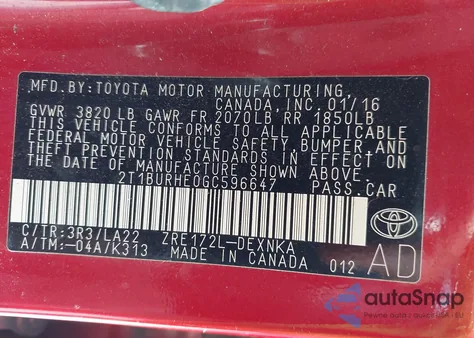 MFD.BY:TOYOTA MOTOR MANUFACTURING,
CANADA, INC. 01/16
GVWR 3820LB GAWR FR 2070LB RR 1850LB
THIS VEHICLE CONFORMS TO ALL APPLICABLE
FEDERAL MOTOR VEHICLE SAFETY, BUMPER, AND
THEFT PREVENTION STANDARDS IN EFFECT ON
THE DATE OF MANUFACTURE SHOWN ABOVE.
2T1BURHE0GC596647 PASS.CAR
C/TR:3R3/LA22 ZRE172L-DEXNKA
A/TM:-04A/K313 MADE IN CANADA 012
TOYOTA
AD
autoSnap